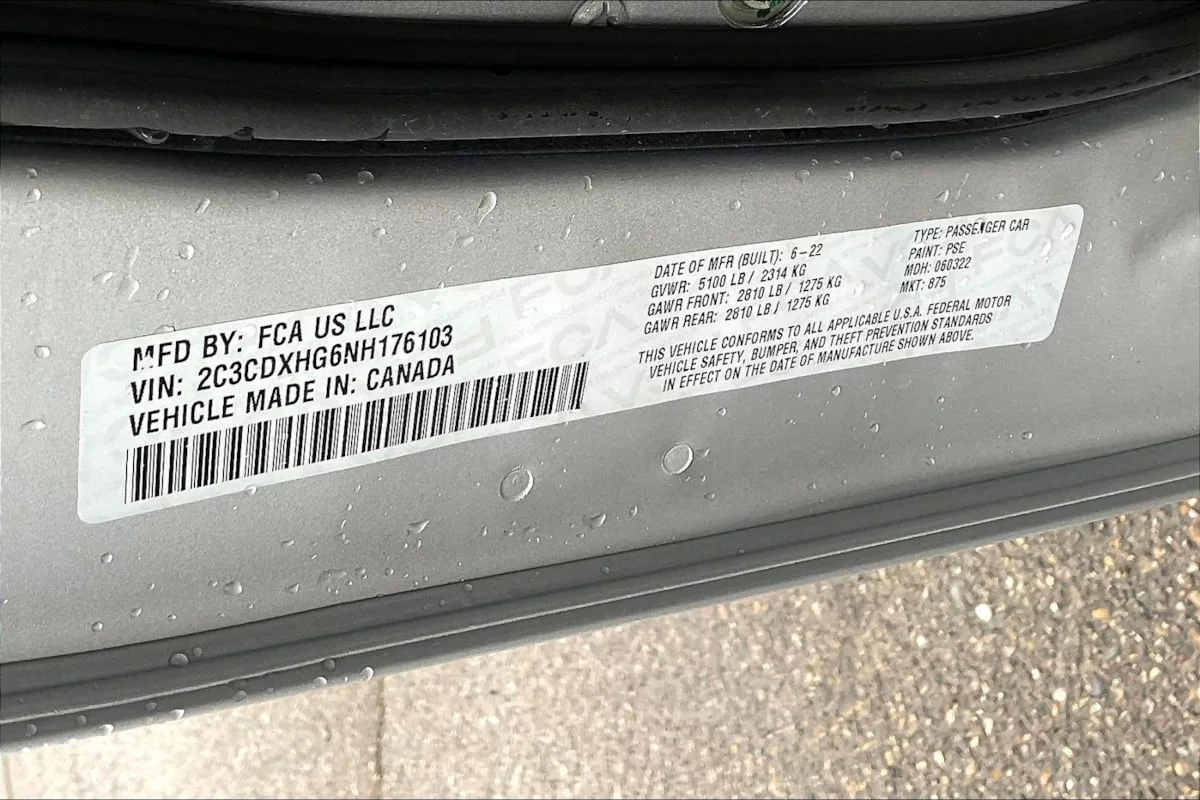 MFD BY: FCA US LLC
VIN: 2C3CDXHG6NH176103
VEHICLE MADE IN: CANADA
DATE OF MFR (BUILT): 6-22
GVWR: 5100 LB / 2314 KG
GAWR FRONT: 2810 LB / 1275 KG
GAWR REAR: 2810 LB / 1275 KG
TYPE: PASSENGER CAR
PAINT: PSE
MDH: 060322
MKT: 875
THIS VEHICLE CONFORMS TO ALL APPLICABLE U.S.A. FEDERAL MOTOR
VEHICLE SAFETY, BUMPER, AND THEFT PREVENTION STANDARDS
IN EFFECT ON THE DATE OF MANUFACTURE SHOWN ABOVE.